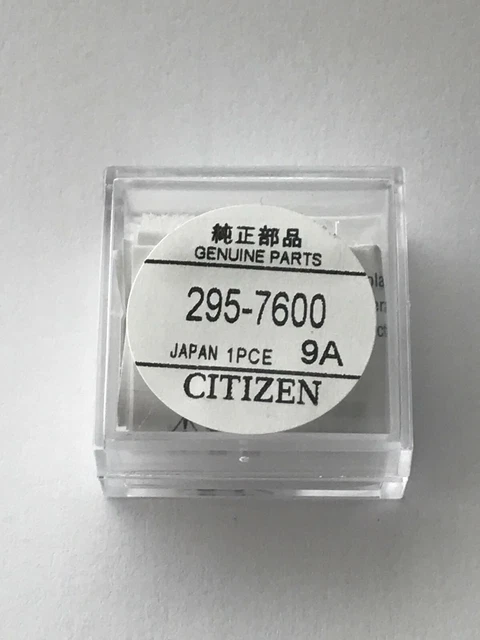 純正部品
GENUINE PARTS
295-7600
JAPAN 1PCE 9A
CITIZEN